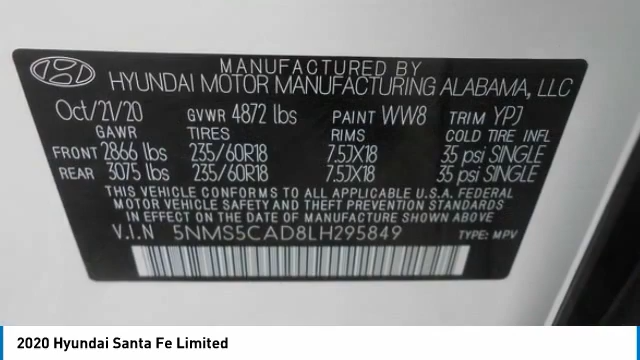 MANUFACTURED BY
HYUNDAI MOTOR MANUFACTURING ALABAMA, LLC
Oct/21/20 GVWR 4872 lbs PAINT WW8 TRIM YPJ
GAWR TIRES RIMS COLD TIRE INFL
FRONT 2866 lbs 235/60R18 7.5JX18 35 psi SINGLE
REAR 3075 lbs 235/60R18 7.5JX18 35 psi SINGLE
THIS VEHICLE CONFORMS TO ALL APPLICABLE U.S.A. FEDERAL
MOTOR VEHICLE SAFETY AND THEFT PREVENTION STANDARDS
IN EFFECT ON THE DATE OF MANUFACTURE SHOWN ABOVE
V.I.N 5NMS5CAD8LH295849 TYPE: MPV
2020 Hyundai Santa Fe Limited